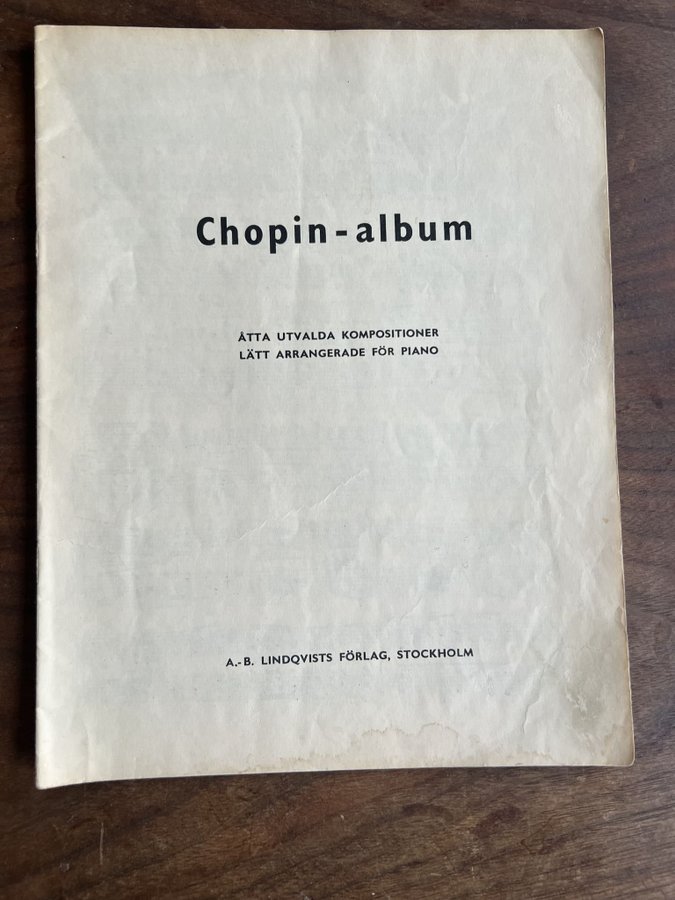 Chopin-album
ÅTTA UTVALDA KOMPOSITIONER
LÄTT ARRANGERADE FÖR PIANO
A.-B. LINDQVISTS FÖRLAG, STOCKHOLM